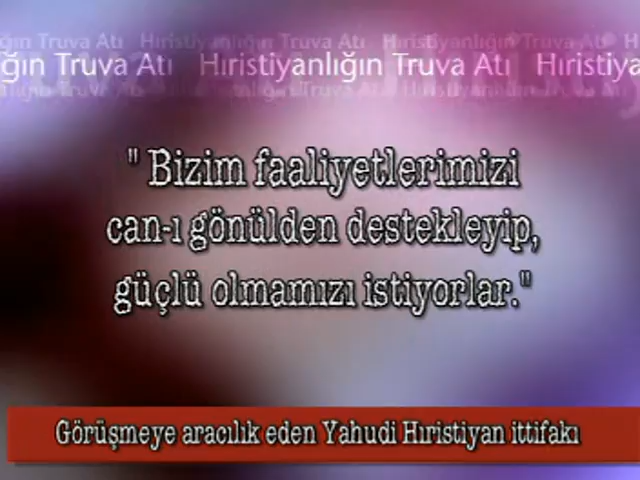 Hıristiyanlığın Truva Atı Hıristiyanlığın Truva Atı
ğın Truva Atı Hıristiyanlığın Truva Atı Hıristiya
" Bizim faaliyetlerimizi
can-ı gönülden destekleyip,
güçlü olmamızı istiyorlar."
Görüşmeye aracılık eden Yahudi Hıristiyan ittifakı